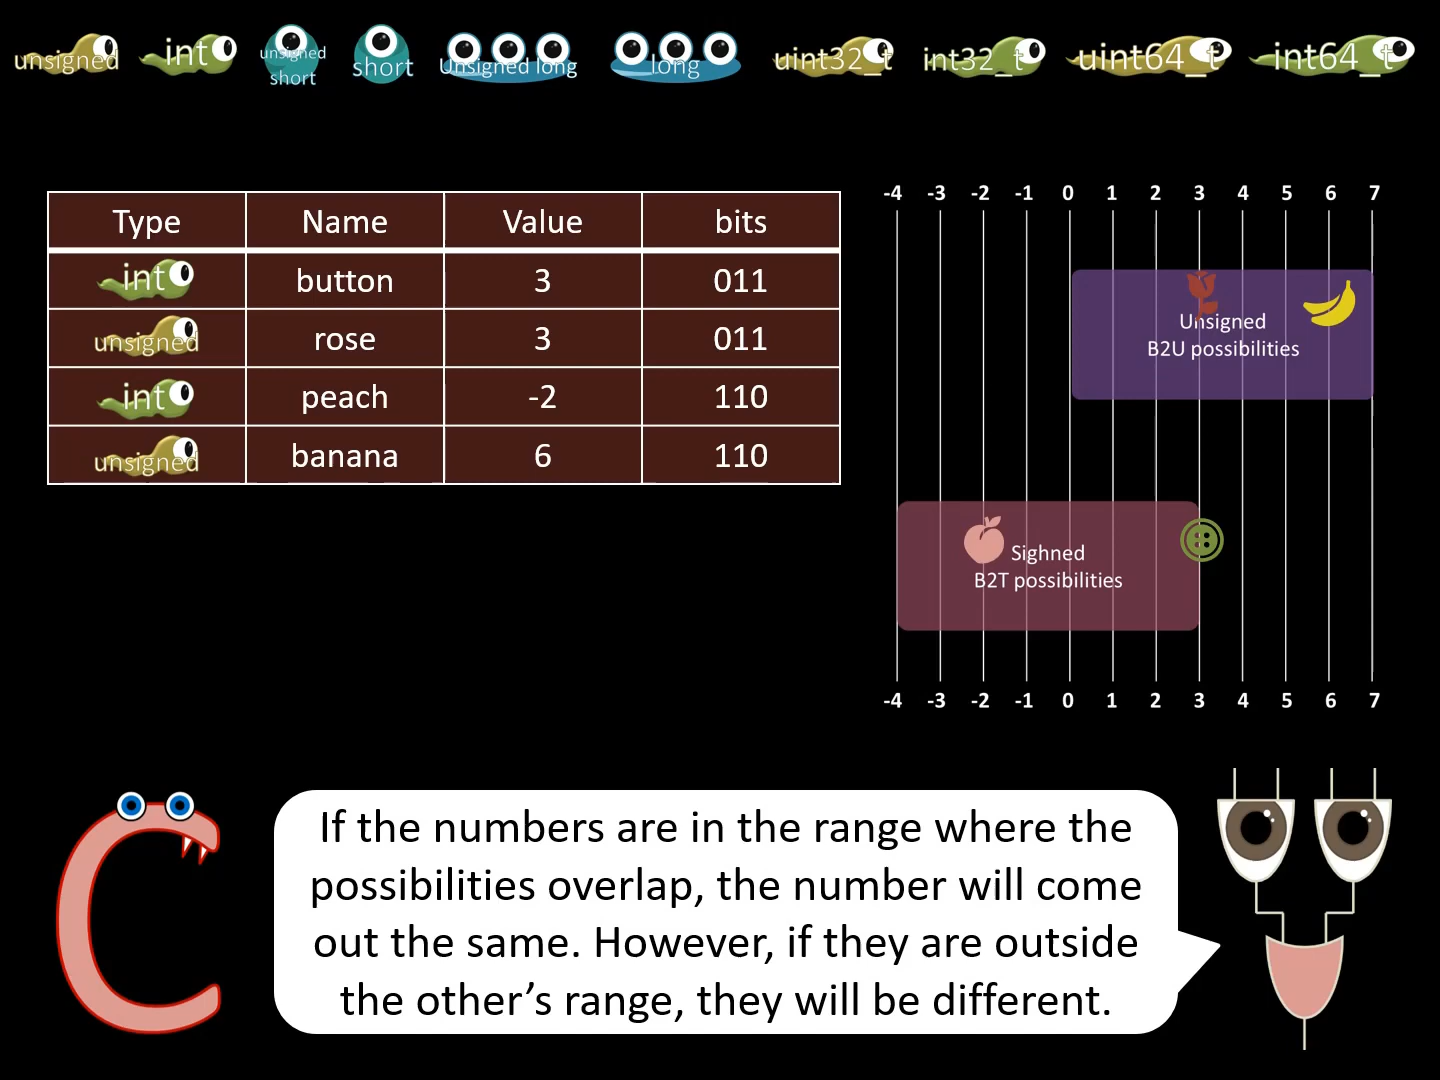 unsigned int unsigned short short Unsigned long long uint32_t int32_t uint64_t int64_t
Type Name Value bits
int button 3 011
unsigned rose 3 011
int peach -2 110
unsigned banana 6 110
-4 -3 -2 -1 0 1 2 3 4 5 6 7
Unsigned
B2U possibilities
Sighned
B2T possibilities
-4 -3 -2 -1 0 1 2 3 4 5 6 7
If the numbers are in the range where the
possibilities overlap, the number will come
out the same. However, if they are outside
the other’s range, they will be different.